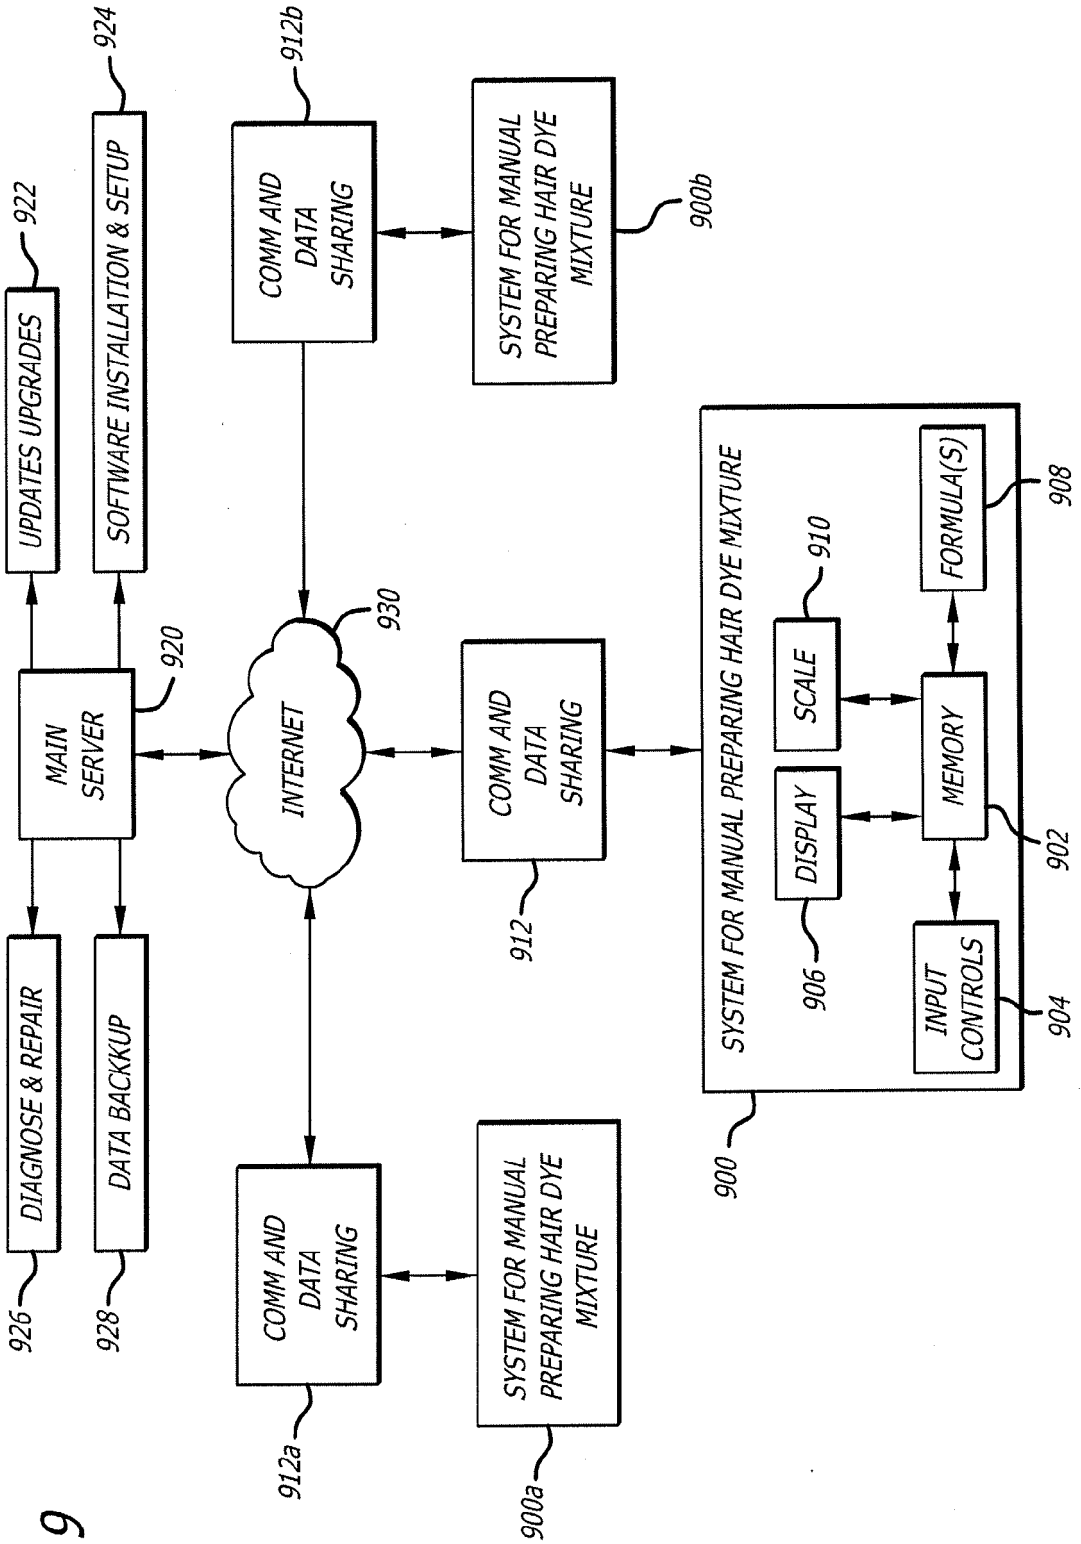 9
926
DIAGNOSE & REPAIR
928
DATA BACKUP
MAIN
SERVER
920
UPDATES UPGRADES
922
SOFTWARE INSTALLATION & SETUP
924
912a
COMM AND
DATA
SHARING
INTERNET
930
COMM AND
DATA
SHARING
912b
900a
SYSTEM FOR MANUAL
PREPARING HAIR DYE
MIXTURE
912
COMM AND
DATA
SHARING
SYSTEM FOR MANUAL
PREPARING HAIR DYE
MIXTURE
900b
900
SYSTEM FOR MANUAL PREPARING HAIR DYE MIXTURE
906
DISPLAY
SCALE
910
INPUT
CONTROLS
904
MEMORY
902
FORMULA(S)
908